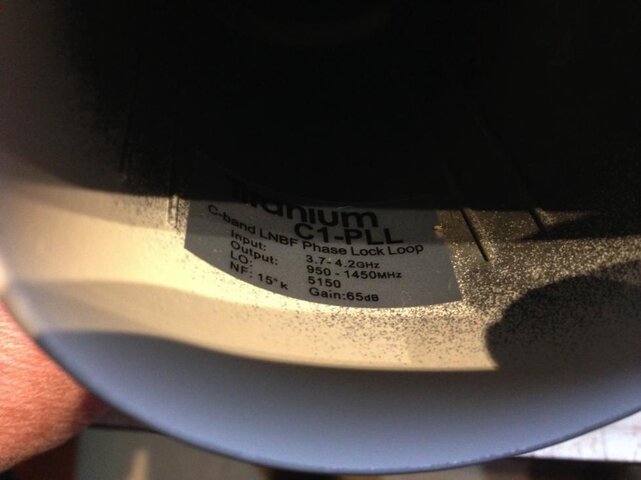 Titanium
C1-PLL
C-band LNBF Phase Lock Loop
Input: 3.7-4.2GHz
Output: 950 - 1450MHz
LO: 5150
NF: 15°k Gain:65dB